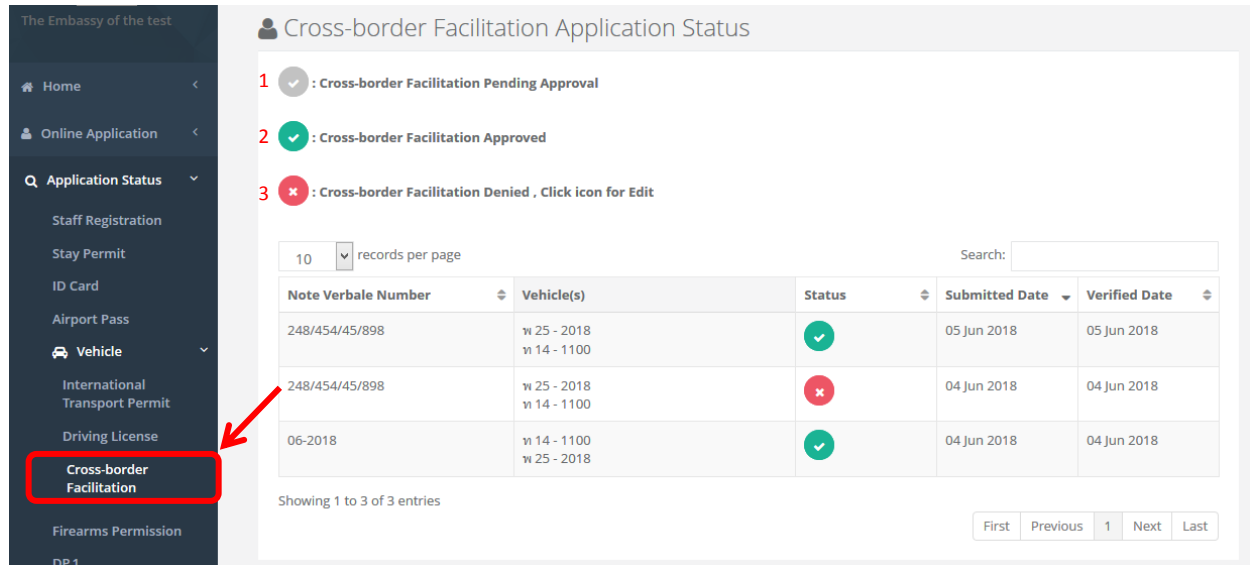 The Embassy of the test
Home
Online Application
Application Status
Staff Registration
Stay Permit
ID Card
Airport Pass
Vehicle
International
Transport Permit
Driving License
Cross-border
Facilitation
Firearms Permission
DP.1
Cross-border Facilitation Application Status
1 : Cross-border Facilitation Pending Approval
2 : Cross-border Facilitation Approved
3 : Cross-border Facilitation Denied , Click icon for Edit
10 records per page Search:
Note Verbale Number Vehicle(s) Status Submitted Date Verified Date
248/454/45/898 พ 25 - 2018 05 Jun 2018 05 Jun 2018
ท 14 - 1100
248/454/45/898 พ 25 - 2018 04 Jun 2018 04 Jun 2018
ท 14 - 1100
06-2018 ท 14 - 1100 04 Jun 2018 04 Jun 2018
พ 25 - 2018
Showing 1 to 3 of 3 entries
First Previous 1 Next Last